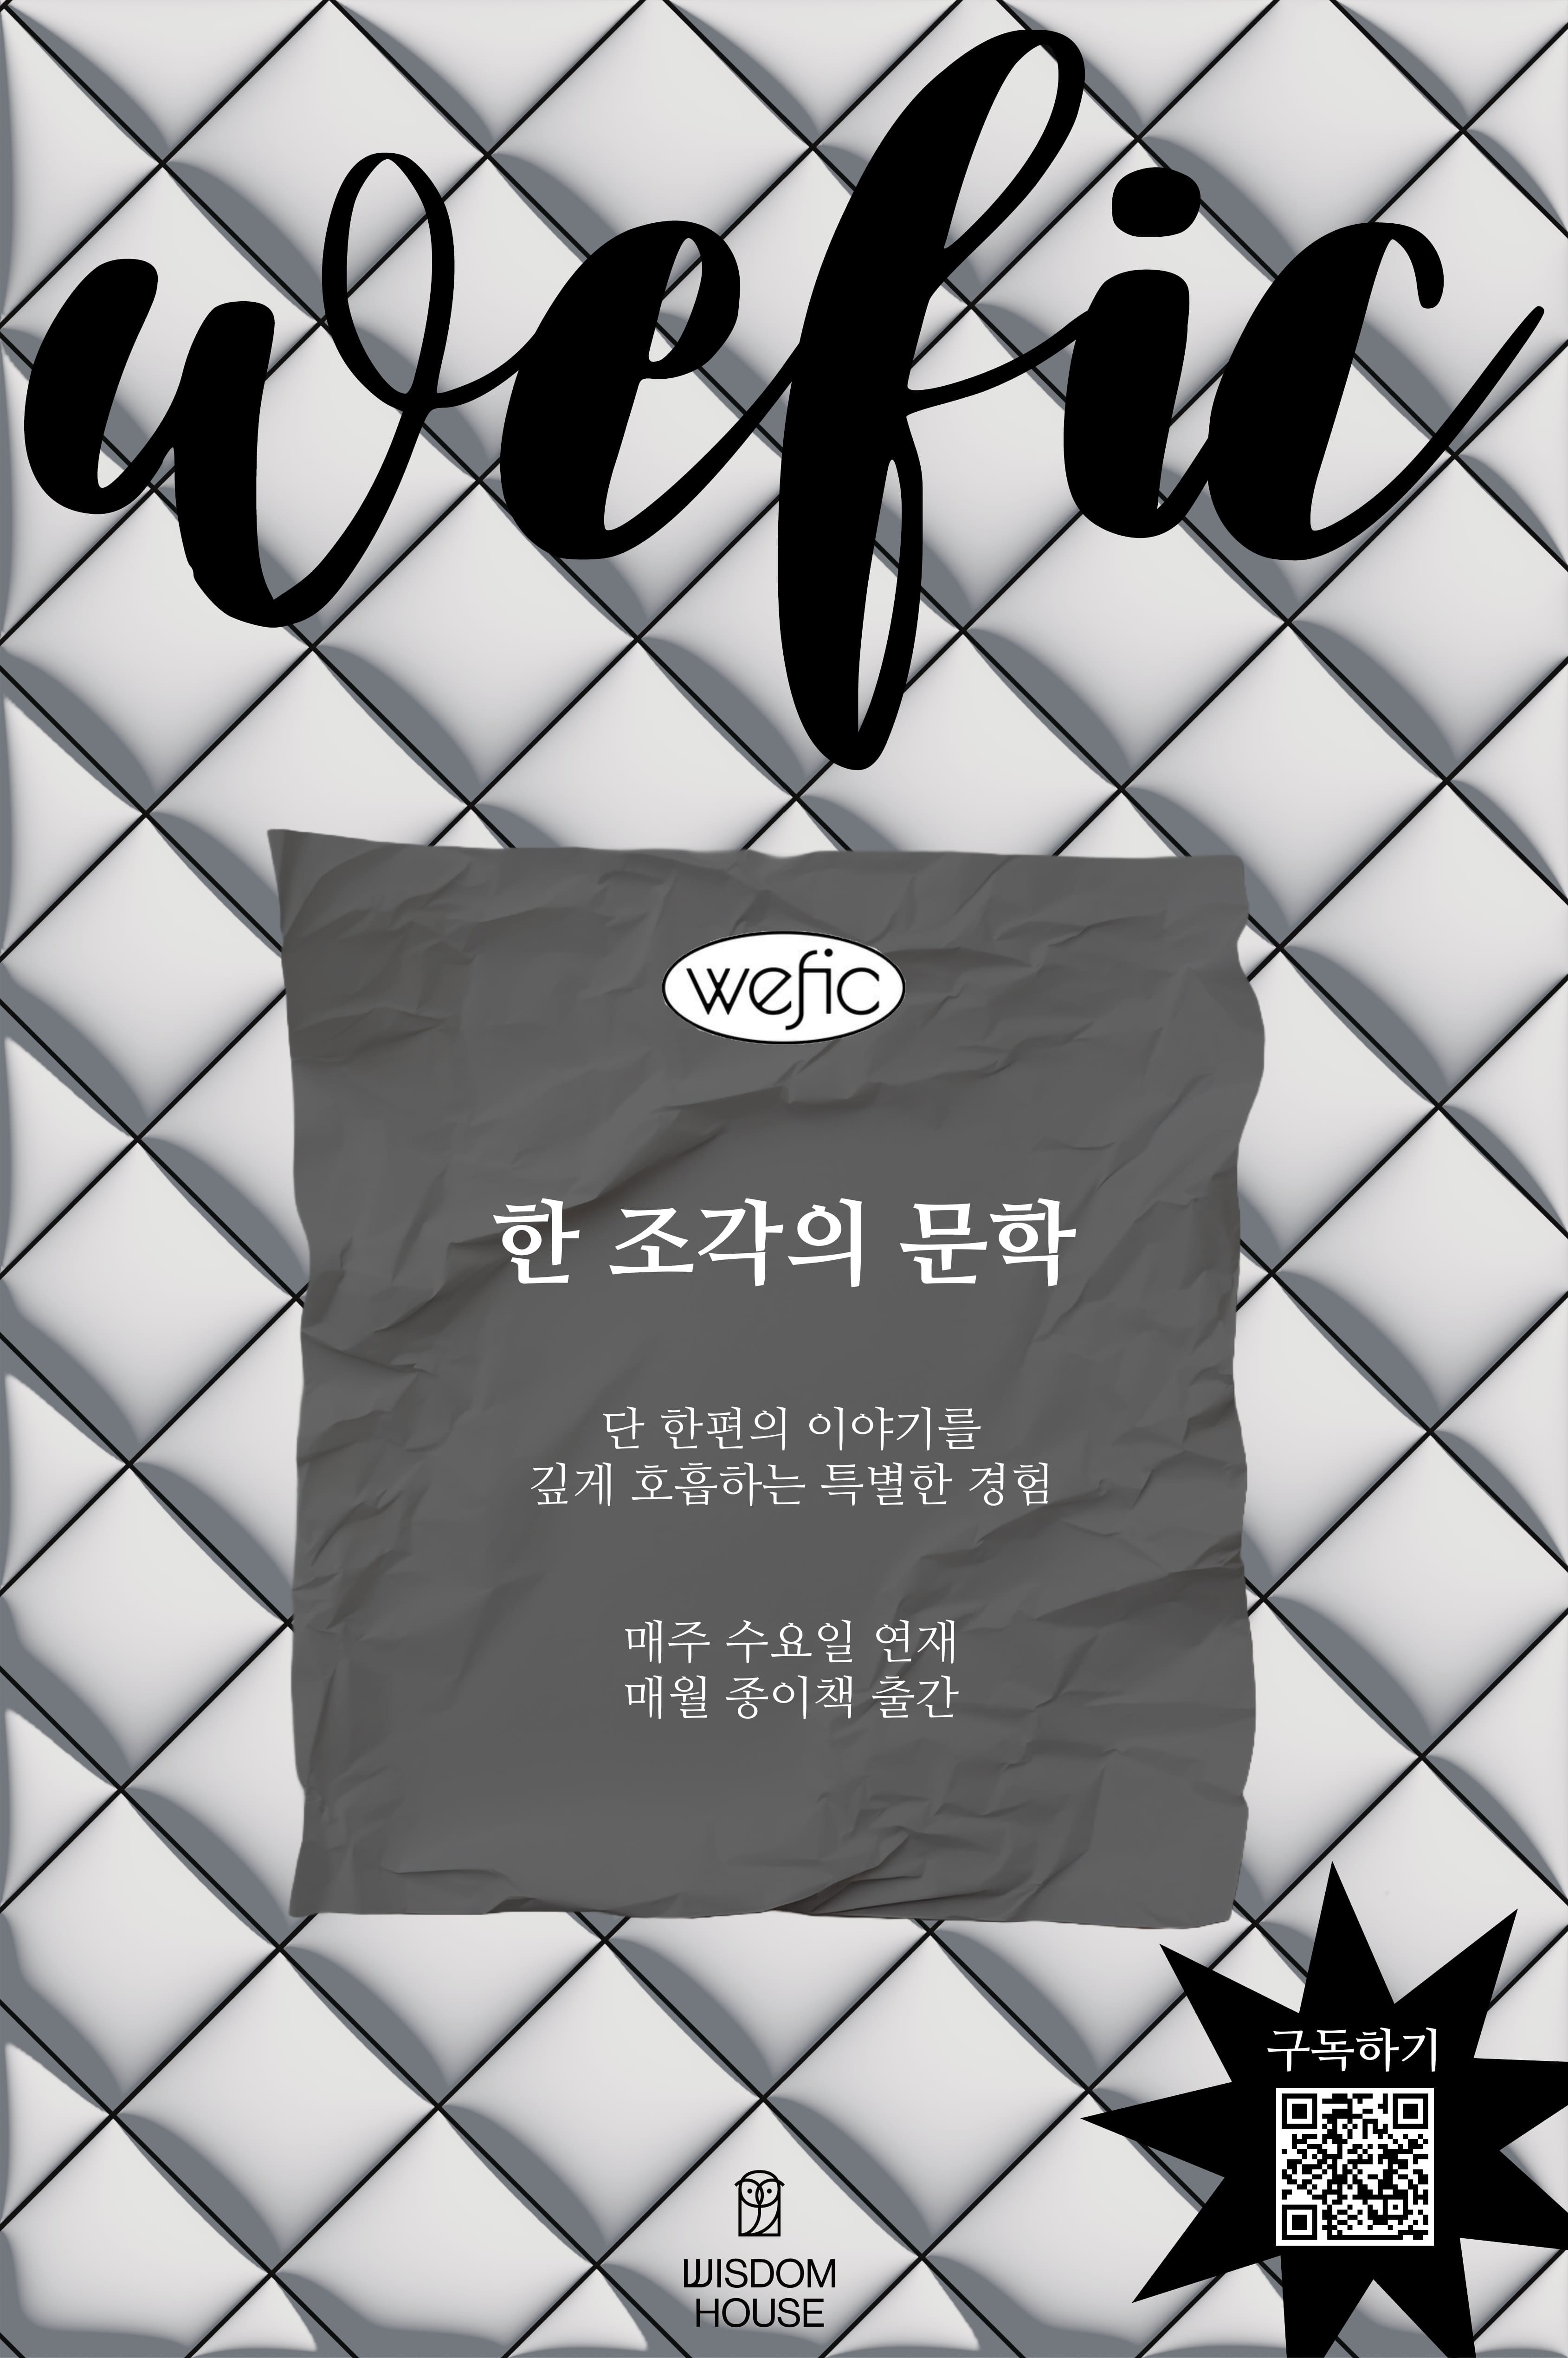 wefic
wefic
한 조각의 문학
단 한편의 이야기를
깊게 호흡하는 특별한 경험
매주 수요일 연재
매월 종이책 출간
구독하기
WISDOM
HOUSE